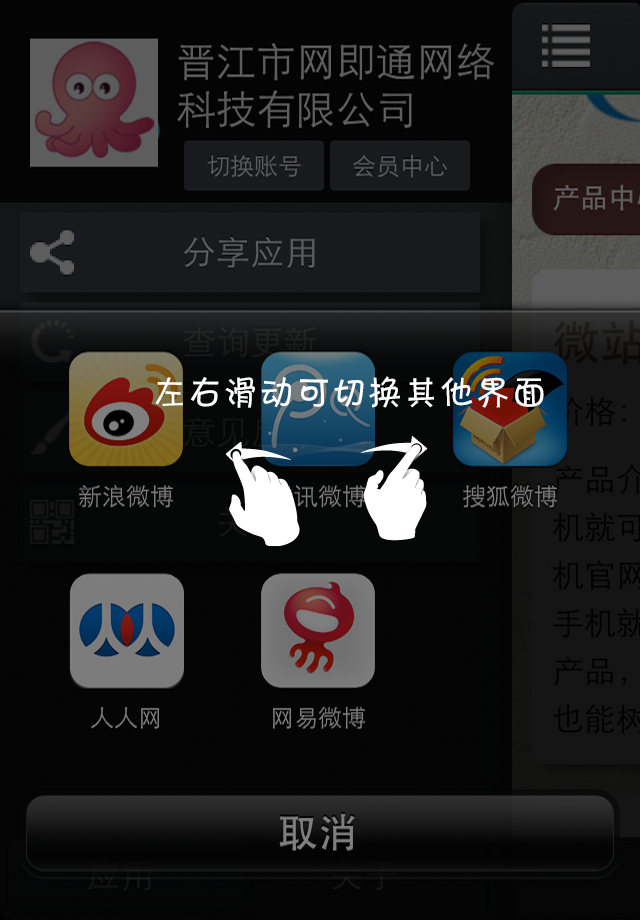 晋江市网即通网络
科技有限公司
切换账号
会员中心
产品中
分享应用
查询更新
微站
左右滑动可切换其他界面
价格:
意见
新浪微博
讯微博
搜狐微博
产品介
机就可
机官网
手机就
产品，
也能树
人人网
网易微博
取消
应用
关于